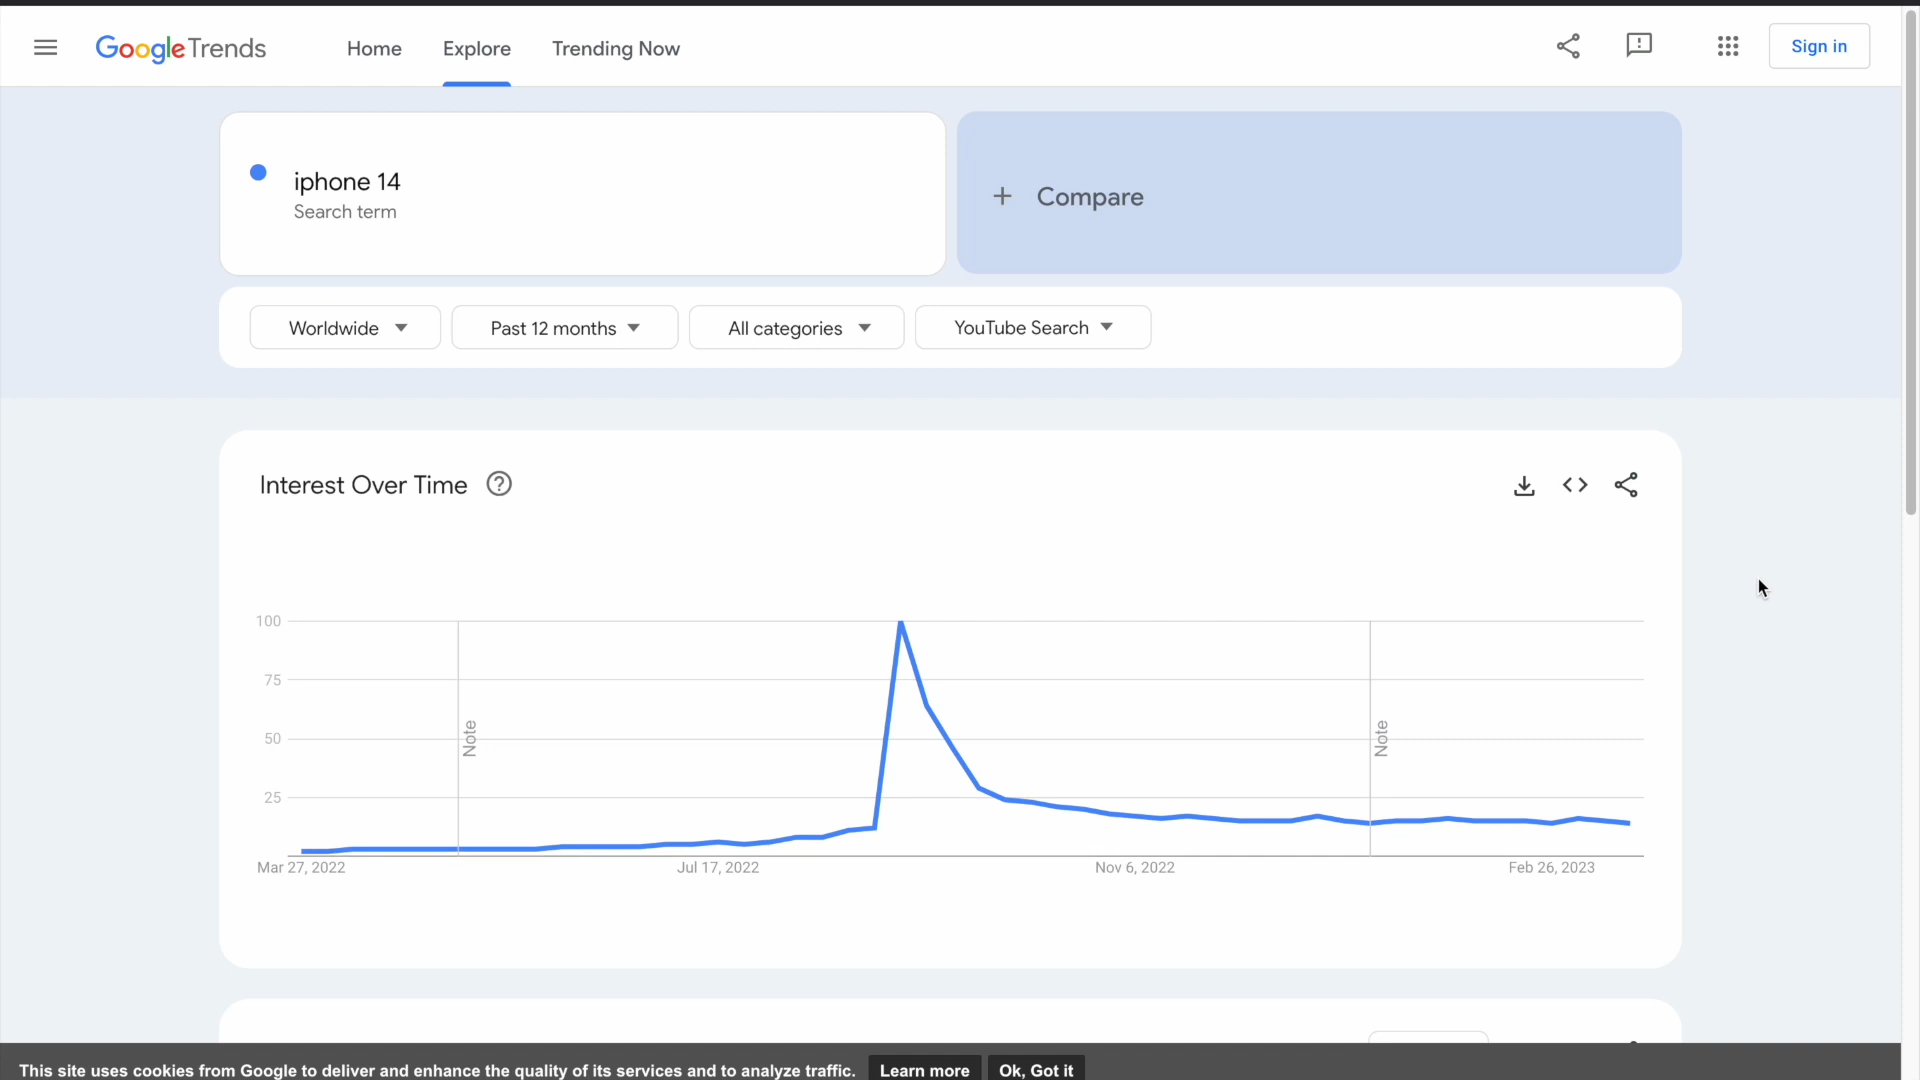 Google Trends
Home
Explore
Trending Now
Sign in
iphone 14
Search term
+ Compare
Worldwide
Past 12 months
All categories
YouTube Search
Interest Over Time
100
75
50
25
Note
Note
Mar 27, 2022
Jul 17, 2022
Nov 6, 2022
Feb 26, 2023
This site uses cookies from Google to deliver and enhance the quality of its services and to analyze traffic.
Learn more
Ok, Got it